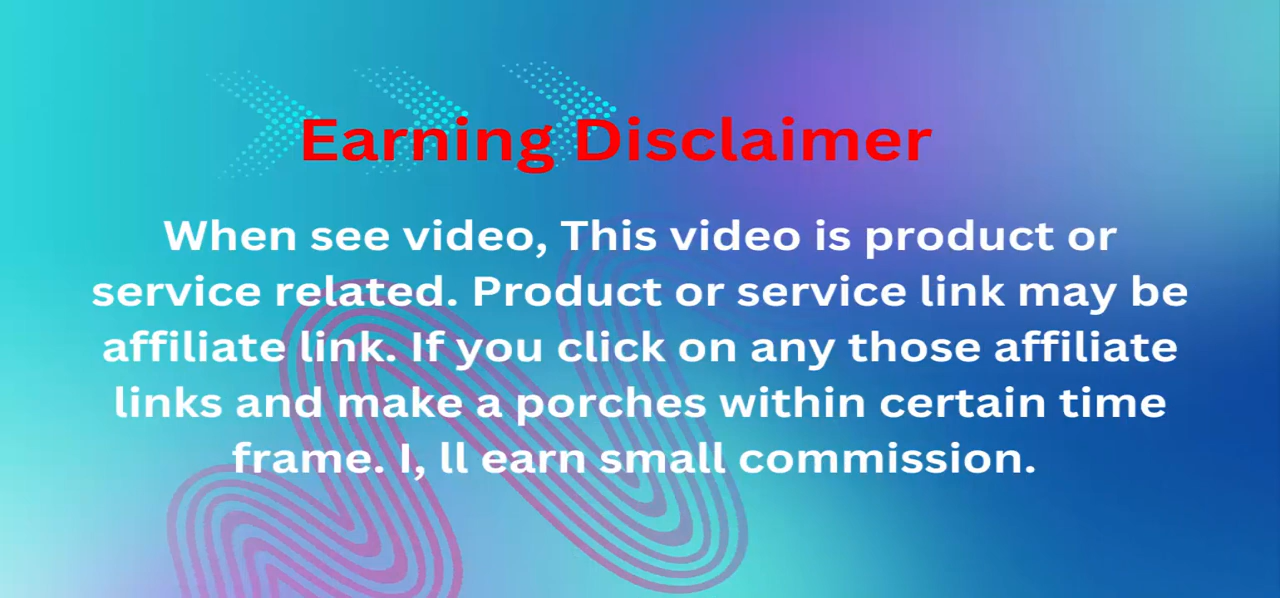 Earning Disclaimer
When see video, This video is product or
service related. Product or service link may be
affiliate link. If you click on any those affiliate
links and make a porches within certain time
frame. I, ll earn small commission.